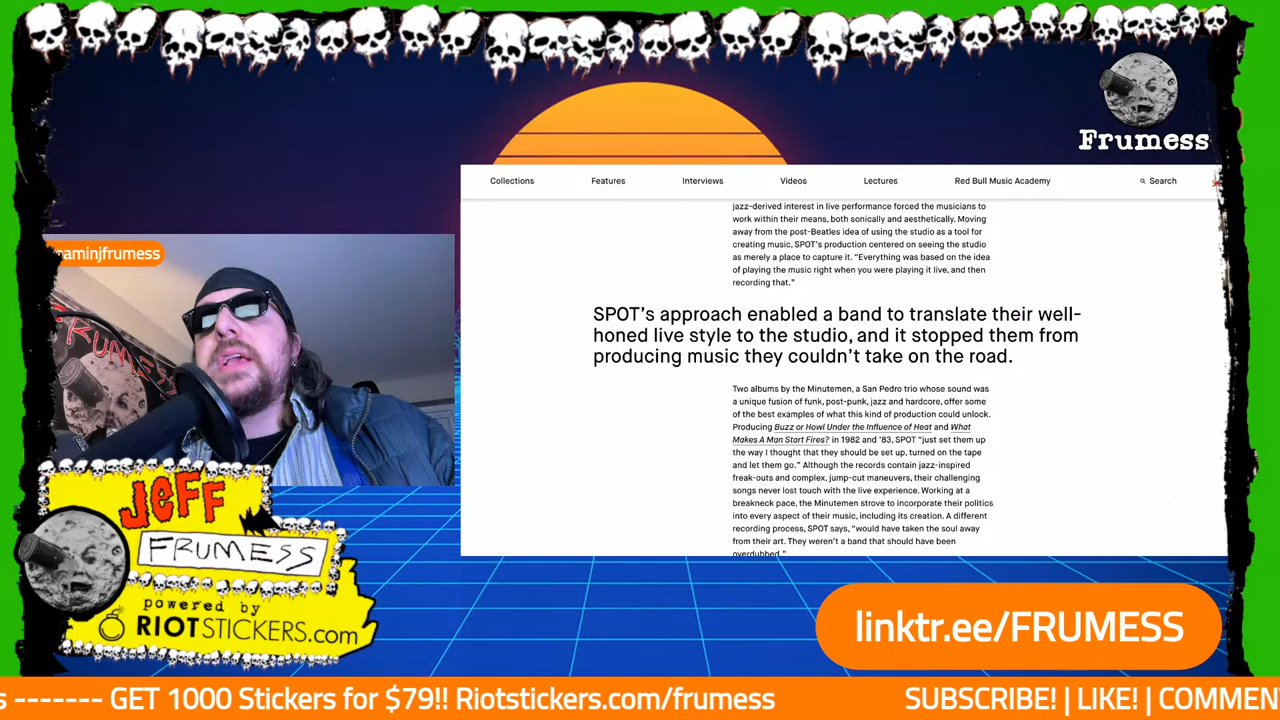 Frumess
Collections Features Interviews Videos Lectures Red Bull Music Academy Search
jazz-derived interest in live performance forced the musicians to
work within their means, both sonically and aesthetically. Moving
away from the post-Beatles idea of using the studio as a tool for
creating music, SPOT's production centered on seeing the studio
as merely a place to capture it. “Everything was based on the idea
of playing the music right when you were playing it live, and then
recording that.”
SPOT's approach enabled a band to translate their well-
honed live style to the studio, and it stopped them from
producing music they couldn't take on the road.
Two albums by the Minutemen, a San Pedro trio whose sound was
a unique fusion of funk, post-punk, jazz and hardcore, offer some
of the best examples of what this kind of production could unlock.
Producing Buzz or Howl Under the Influence of Heat and What
Makes A Man Start Fires? in 1982 and '83, SPOT “just set them up
the way I thought that they should be set up, turned on the tape
and let them go.” Although the records contain jazz-inspired
freak-outs and complex, jump-cut maneuvers, their challenging
songs never lost touch with the live experience. Working at a
breakneck pace, the Minutemen strove to incorporate their politics
into every aspect of their music, including its creation. A different
recording process, SPOT says, “would have taken the soul away
from their art. They weren't a band that should have been
overdubbed.”
aminjfrumess
JEFF
FRUMESS
powered by
RIOTSTICKERS.com
linktr.ee/FRUMESS
s ------- GET 1000 Stickers for $79!! Riotstickers.com/frumess SUBSCRIBE! | LIKE! | COMMEN